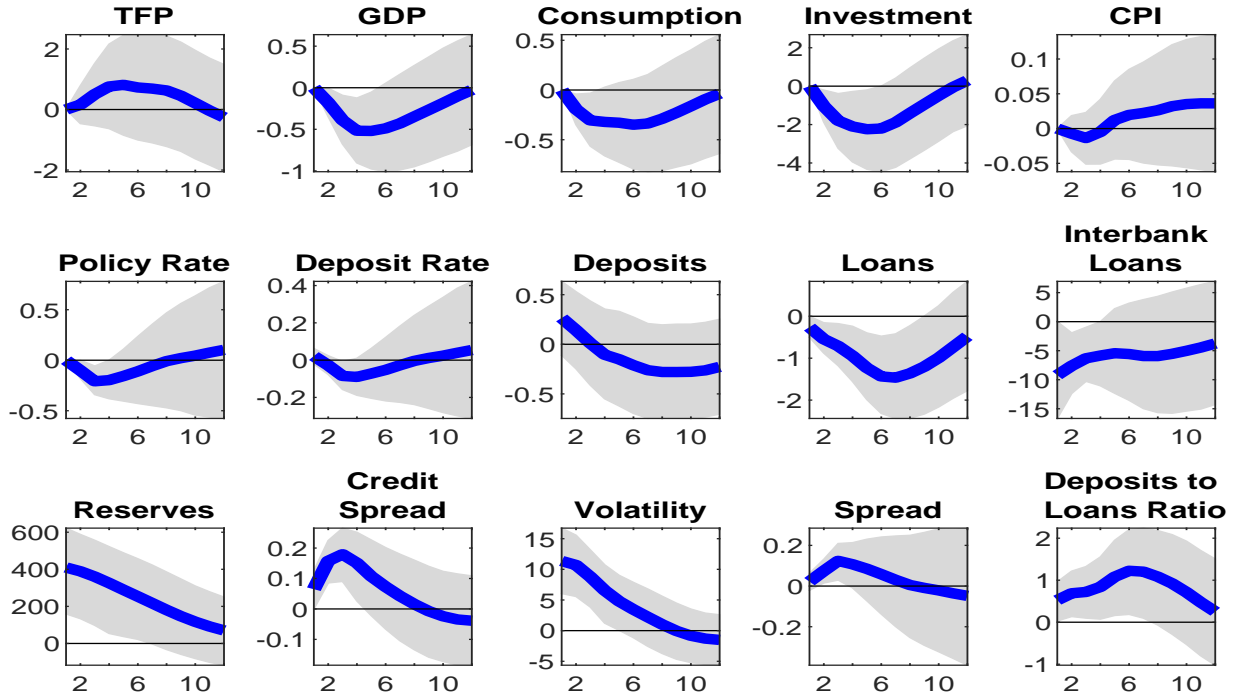 TFP
GDP
Consumption
Investment
CPI
2
0
-2
2 6 10
0.5
0
-0.5
-1
2 6 10
0.5
0
-0.5
2 6 10
2
0
-2
-4
2 6 10
0.1
0.05
0
-0.05
2 6 10
Policy Rate
Deposit Rate
Deposits
Loans
Interbank
Loans
0.5
0
-0.5
2 6 10
0.4
0.2
0
-0.2
2 6 10
0.5
0
-0.5
2 6 10
0
-1
-2
2 6 10
5
0
-5
-10
-15
2 6 10
Reserves
Credit
Spread
Volatility
Spread
Deposits to
Loans Ratio
600
400
200
0
2 6 10
0.2
0.1
0
-0.1
2 6 10
15
10
5
0
-5
2 6 10
0.2
0
-0.2
2 6 10
2
1
0
-1
2 6 10